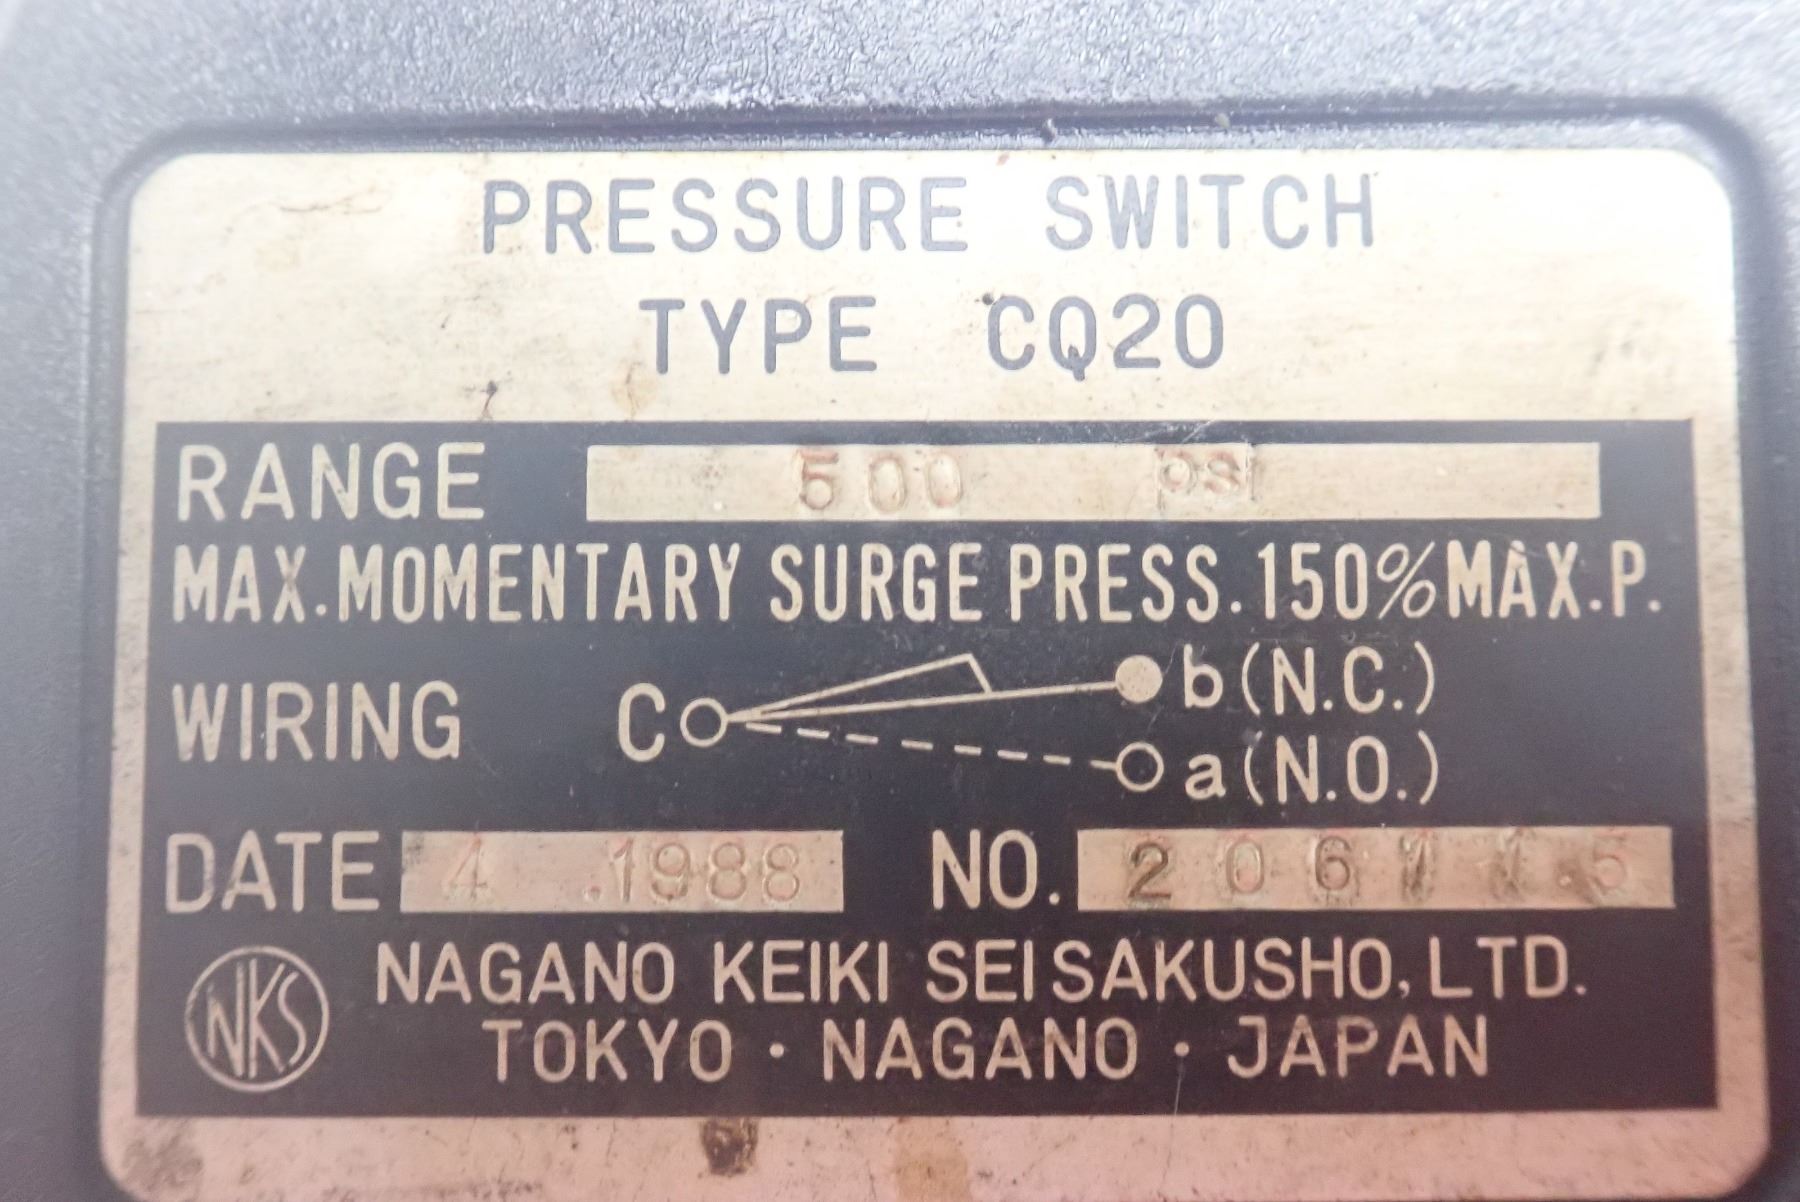 PRESSURE SWITCH
TYPE CQ20
RANGE 500 psi
MAX.MOMENTARY SURGE PRESS.150%MAX.P.
WIRING C b(N.C.)
a(N.O.)
DATE 4 .1988 NO. 206115
NKS
NAGANO KEIKI SEISAKUSHO, LTD.
TOKYO · NAGANO · JAPAN